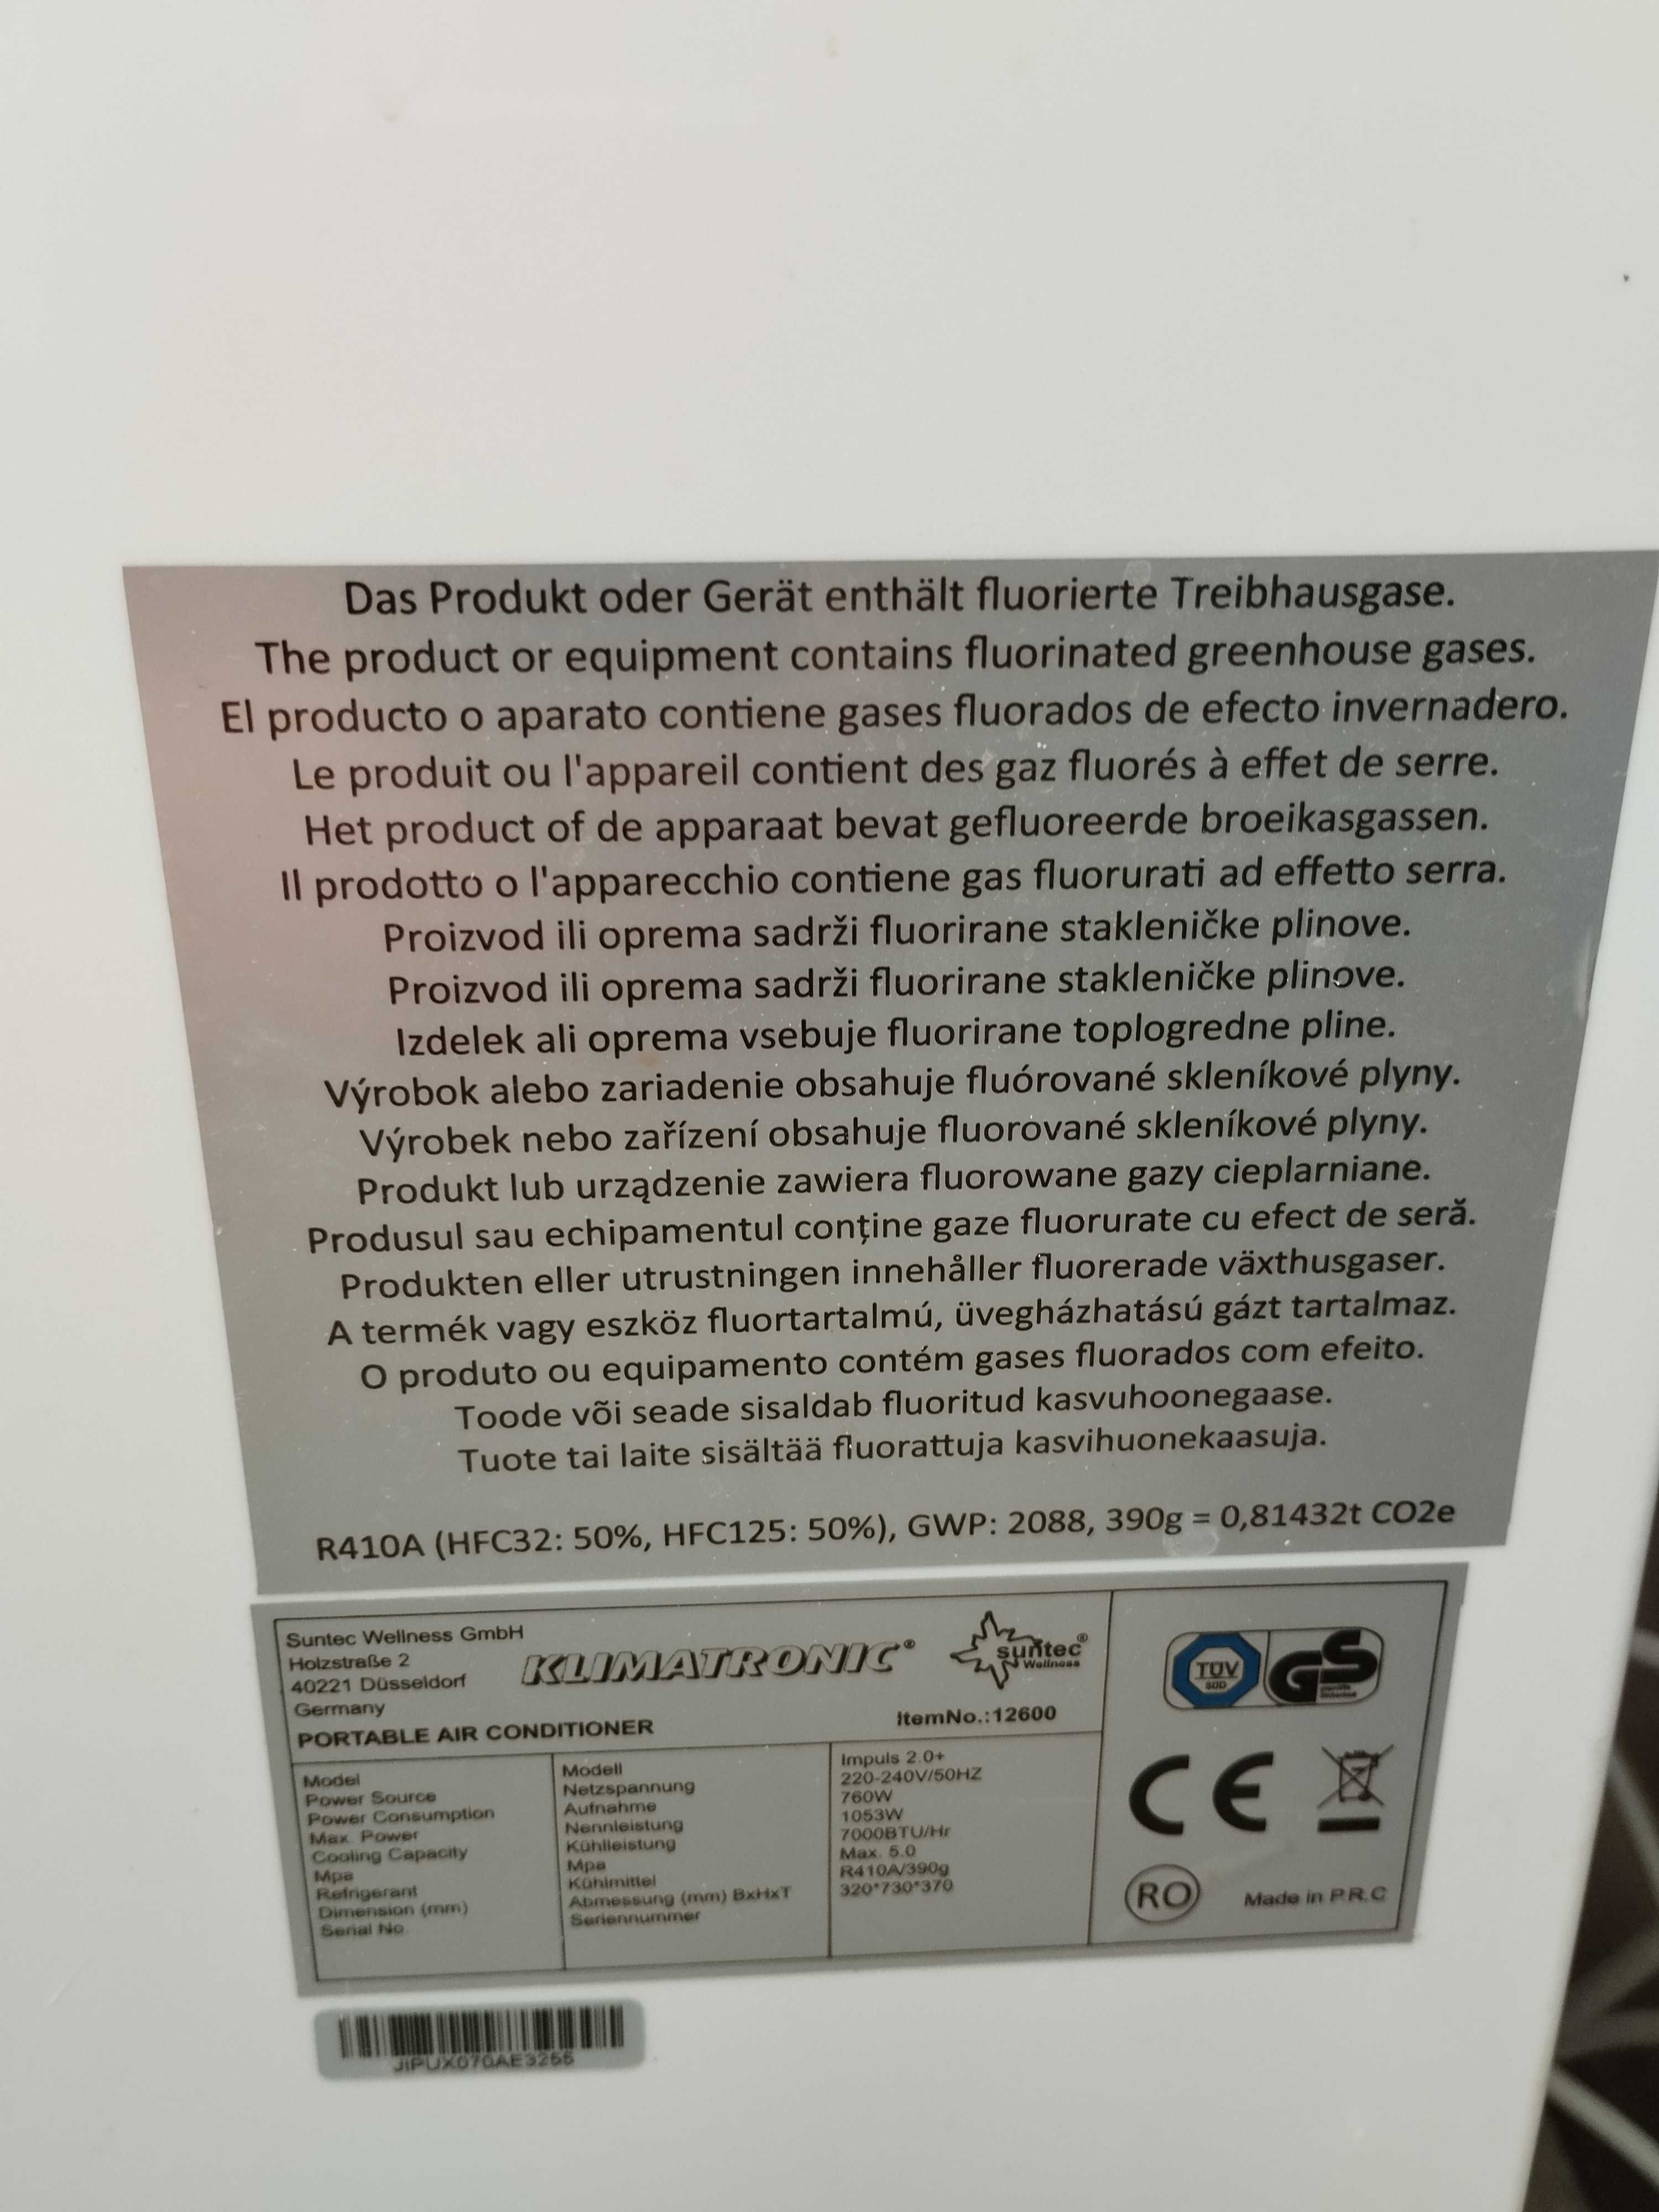 Das Produkt oder Gerät enthält fluorierte Treibhausgase.
The product or equipment contains fluorinated greenhouse gases.
El producto o aparato contiene gases fluorados de efecto invernadero.
Le produit ou l'appareil contient des gaz fluorés à effet de serre.
Het product of de apparaat bevat gefluoreerde broeikasgassen.
Il prodotto o l'apparecchio contiene gas fluorurati ad effetto serra.
Proizvod ili oprema sadrži fluorirane stakleničke plinove.
Proizvod ili oprema sadrži fluorirane stakleničke plinove.
Izdelek ali oprema vsebuje fluorirane toplogredne pline.
Výrobok alebo zariadenie obsahuje fluórované skleníkové plyny.
Výrobek nebo zařízení obsahuje fluorované skleníkové plyny.
Produkt lub urządzenie zawiera fluorowane gazy cieplarniane.
Produsul sau echipamentul conține gaze fluorurate cu efect de seră.
Produkten eller utrustningen innehåller fluorerade växthusgaser.
A termék vagy eszköz fluortartalmú, üvegházhatású gázt tartalmaz.
O produto ou equipamento contém gases fluorados com efeito.
Toode või seade sisaldab fluoritud kasvuhoonegaase.
Tuote tai laite sisältää fluorattuja kasvihuonekaasuja.
R410A (HFC32: 50%, HFC125: 50%), GWP: 2088, 390g = 0,81432t CO2e
Suntec Wellness GmbH
Holzstraße 2
40221 Düsseldorf
Germany
KLIMATRONIC®
suntec®
Wellness
PORTABLE AIR CONDITIONER
ItemNo.:12600
Model Modell Impuls 2.0+
Power Source Netzspannung 220-240V/50HZ
Power Consumption Aufnahme 760W
Max. Power Nennleistung 1053W
Cooling Capacity Kühlleistung 7000BTU/Hr
Mpa Mpa Max. 5.0
Refrigerant Kühlmittel R410A/390g
Dimension (mm) Abmessung (mm) BxHxT 320*730*370
Serial No. Seriennummer
TÜV
SÜD
GS
CE
RO
Made in P.R.C
JIPUX070AE3255